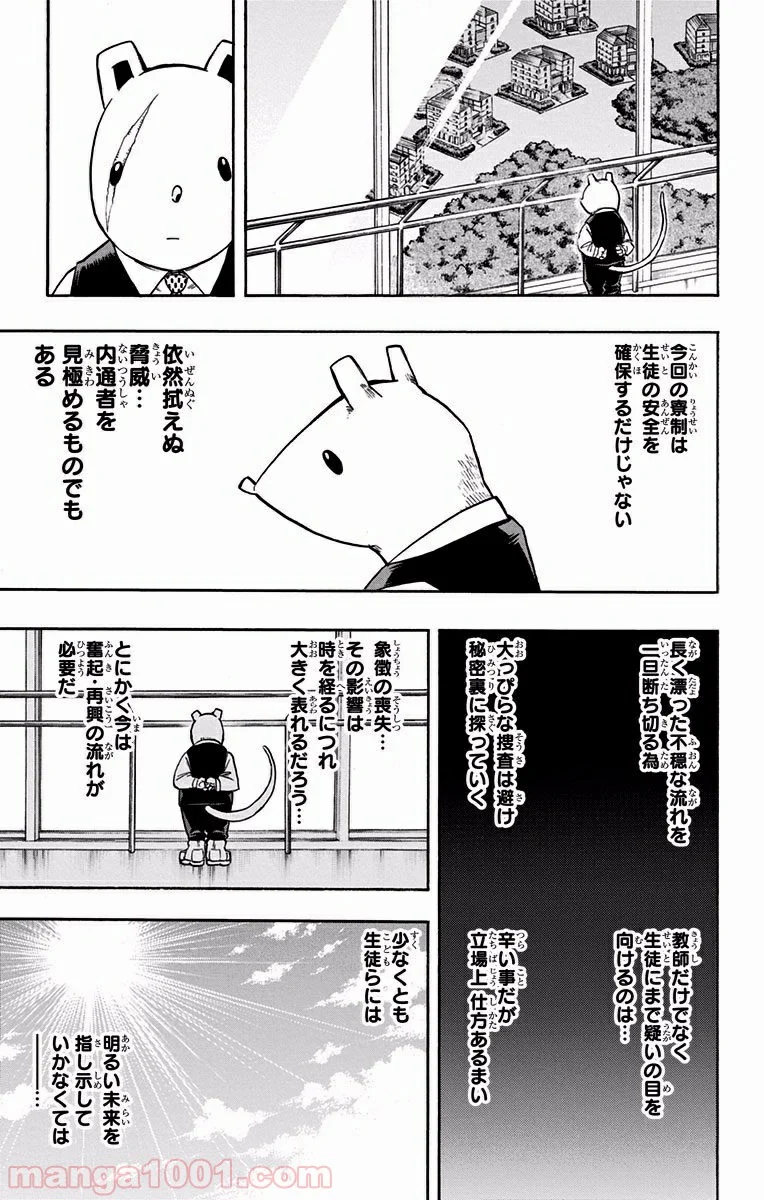 今回の寮制は
生徒の安全を
確保するだけじゃない
依然拭えぬ
脅威…
内通者を
見極めるものでも
ある
長く漂った不穏な流れを
一旦断ち切る為
大っぴらな捜査は避け
秘密裏に探っていく
教師だけでなく
生徒にまで疑いの目を
向けるのは…
辛い事だが
立場上仕方あるまい
象徴の喪失…
その影響は
時を経るにつれ
大きく表れるだろう…
とにかく今は
奮起・再興の流れが
必要だ
少なくとも
生徒らには
明るい未来を
指し示して
いかなくては
――…
manga1001.com